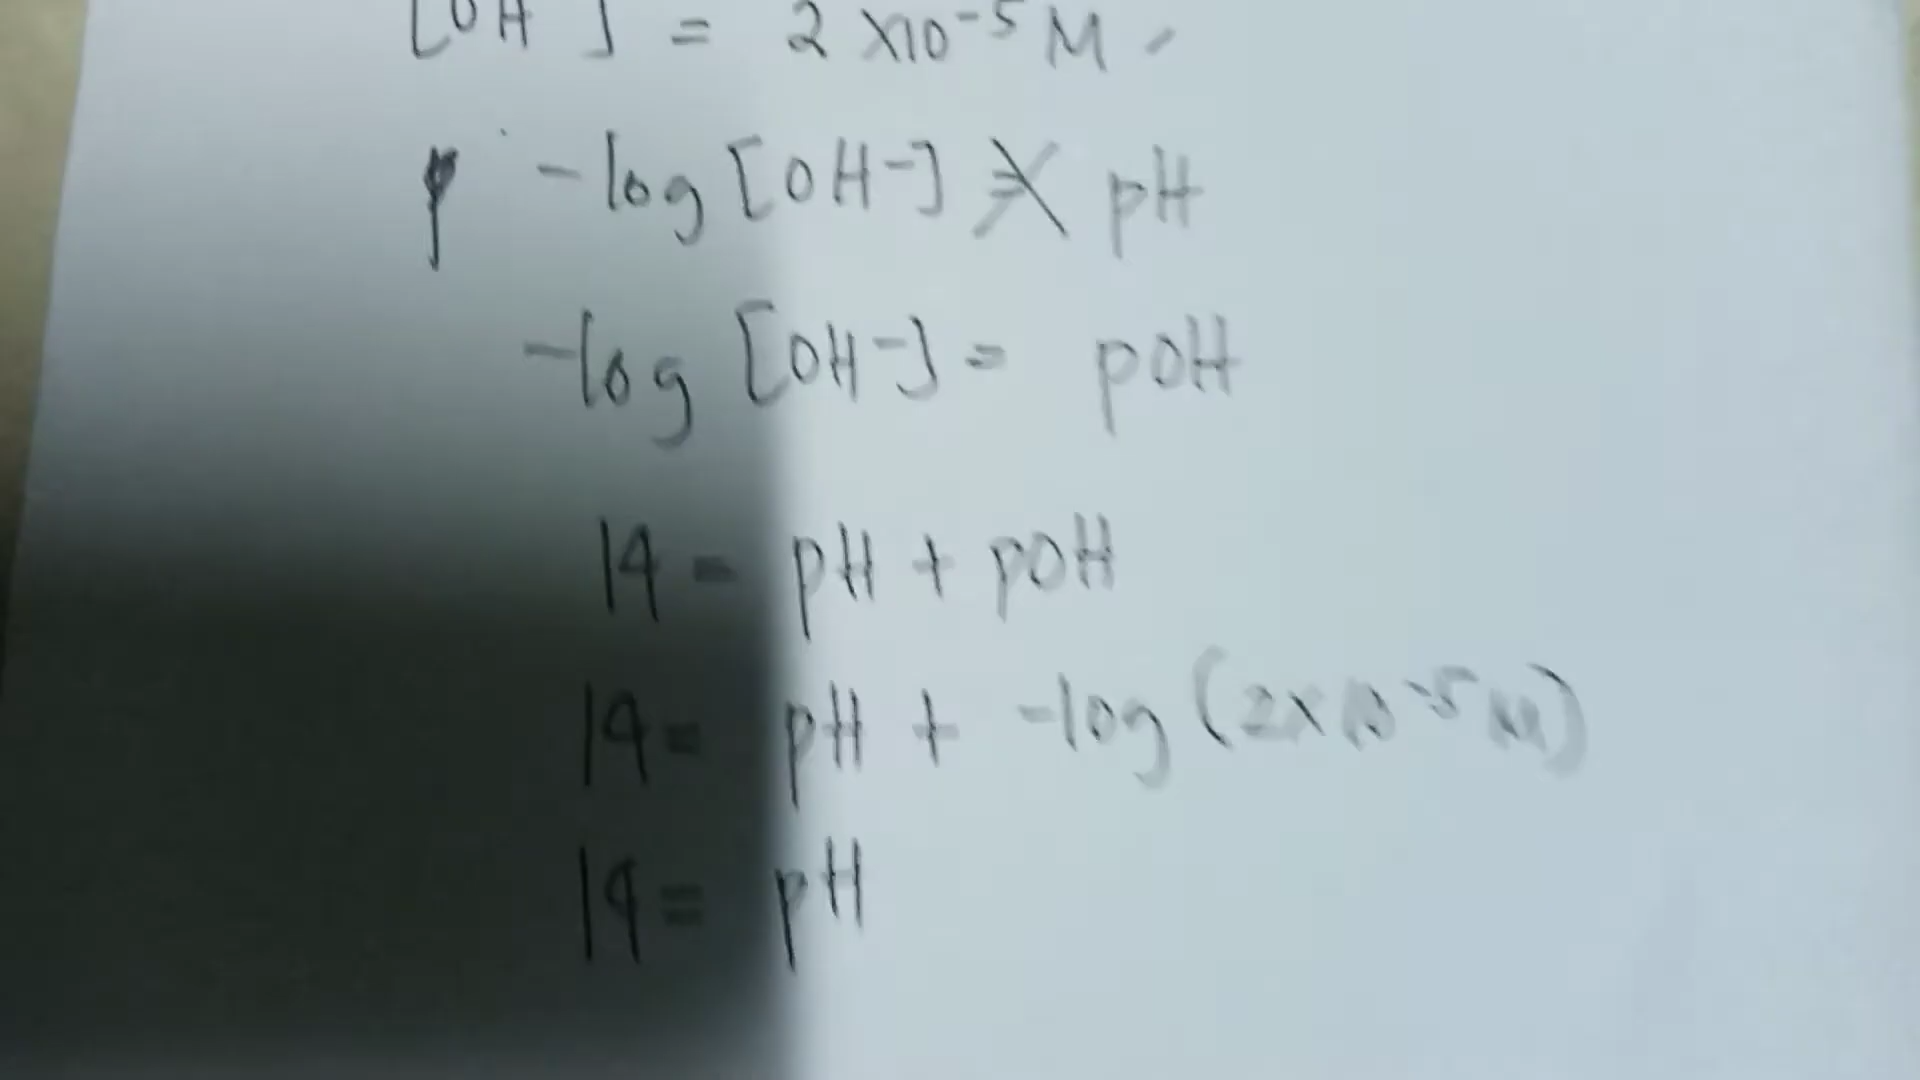 [OH ] = 2 x10⁻⁵ M
-log [OH-] ≠ pH
-log [OH-] = pOH
14 = pH + pOH
14 = pH + -log (2x10⁻⁵M)
14 = pH